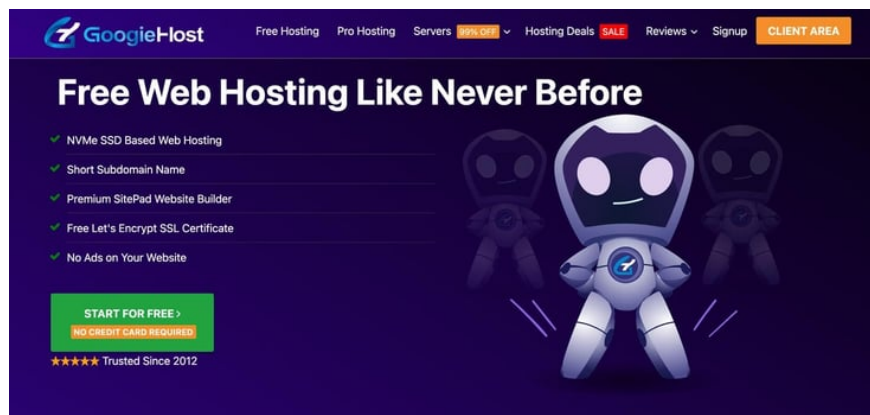 GoogieHost
Free Hosting Pro Hosting Servers 99% OFF Hosting Deals SALE Reviews Signup CLIENT AREA
Free Web Hosting Like Never Before
NVMe SSD Based Web Hosting
Short Subdomain Name
Premium SitePad Website Builder
Free Let's Encrypt SSL Certificate
No Ads on Your Website
START FOR FREE >
NO CREDIT CARD REQUIRED
Trusted Since 2012